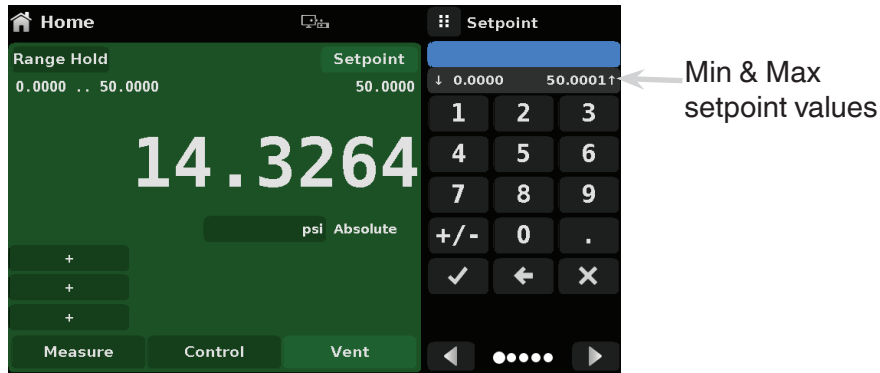 Home
Setpoint
Range Hold
Setpoint
0.0000 .. 50.0000
50.0000
↓ 0.0000 50.0001↑
Min & Max
setpoint values
14.3264
psi Absolute
1 2 3
4 5 6
7 8 9
+/- 0 .
+
+
+
Measure Control Vent